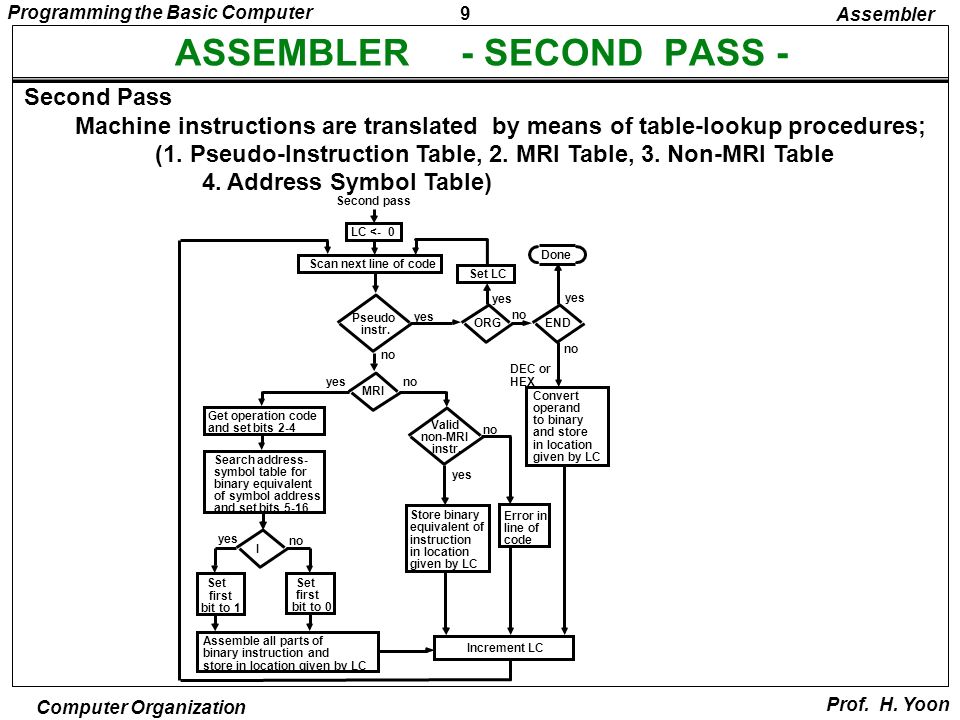 Programming the Basic Computer
9
Assembler
ASSEMBLER - SECOND PASS -
Second Pass
Machine instructions are translated by means of table-lookup procedures;
(1. Pseudo-Instruction Table, 2. MRI Table, 3. Non-MRI Table
4. Address Symbol Table)
Second pass
LC <- 0
Scan next line of code
Set LC
Done
yes
yes
Pseudo
instr.
yes
ORG
no
END
no
no
DEC or
HEX
yes
MRI
no
Convert
operand
to binary
and store
in location
given by LC
Get operation code
and set bits 2-4
Valid
non-MRI
instr.
no
yes
Search address-
symbol table for
binary equivalent
of symbol address
and set bits 5-16
Store binary
equivalent of
instruction
in location
given by LC
Error in
line of
code
yes
I
no
Set
first
bit to 1
Set
first
bit to 0
Assemble all parts of
binary instruction and
store in location given by LC
Increment LC
Computer Organization
Prof. H. Yoon